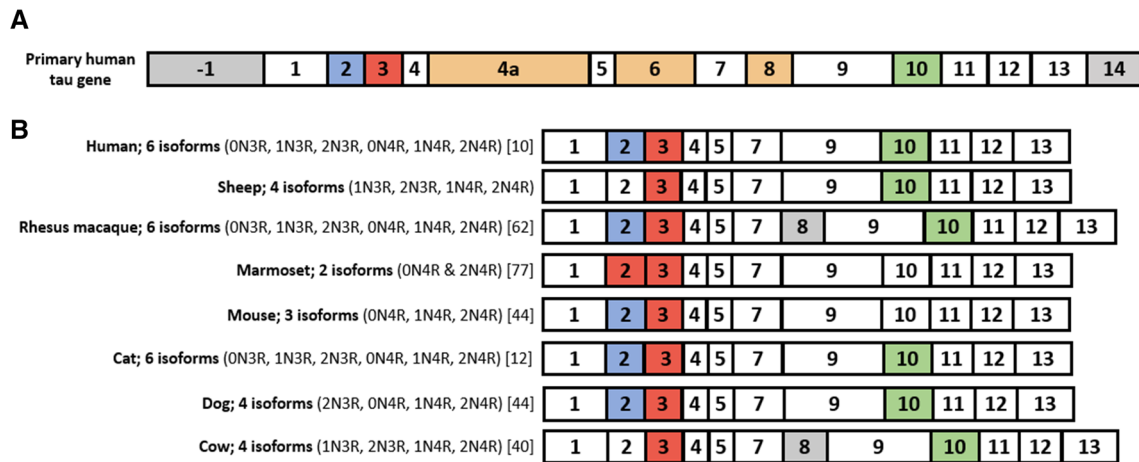 A
Primary human
tau gene
-1 1 2 3 4 4a 5 6 7 8 9 10 11 12 13 14
B
Human; 6 isoforms (0N3R, 1N3R, 2N3R, 0N4R, 1N4R, 2N4R) [10] 1 2 3 4 5 7 9 10 11 12 13
Sheep; 4 isoforms (1N3R, 2N3R, 1N4R, 2N4R) 1 2 3 4 5 7 9 10 11 12 13
Rhesus macaque; 6 isoforms (0N3R, 1N3R, 2N3R, 0N4R, 1N4R, 2N4R) [62] 1 2 3 4 5 7 8 9 10 11 12 13
Marmoset; 2 isoforms (0N4R & 2N4R) [77] 1 2 3 4 5 7 9 10 11 12 13
Mouse; 3 isoforms (0N4R, 1N4R, 2N4R) [44] 1 2 3 4 5 7 9 10 11 12 13
Cat; 6 isoforms (0N3R, 1N3R, 2N3R, 0N4R, 1N4R, 2N4R) [12] 1 2 3 4 5 7 9 10 11 12 13
Dog; 4 isoforms (2N3R, 0N4R, 1N4R, 2N4R) [44] 1 2 3 4 5 7 9 10 11 12 13
Cow; 4 isoforms (1N3R, 2N3R, 1N4R, 2N4R) [40] 1 2 3 4 5 7 8 9 10 11 12 13